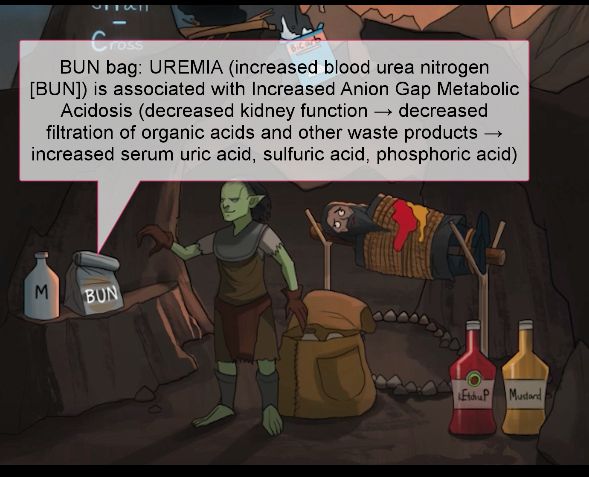 Cross
BiCarb
BUN bag: UREMIA (increased blood urea nitrogen
[BUN]) is associated with Increased Anion Gap Metabolic
Acidosis (decreased kidney function → decreased
filtration of organic acids and other waste products →
increased serum uric acid, sulfuric acid, phosphoric acid)
M
BUN
kEtchuP
Mustard